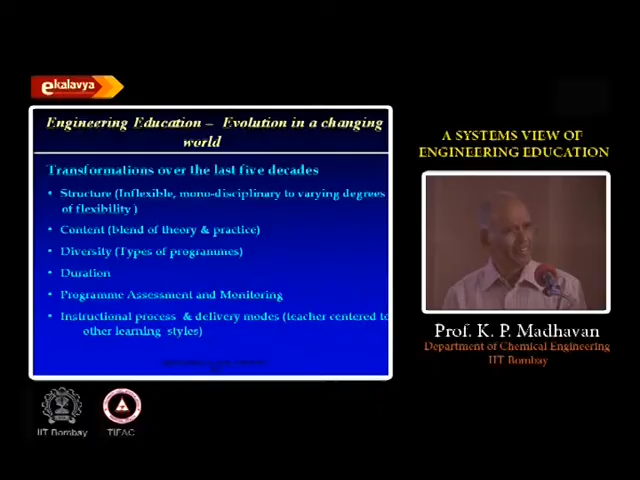 ekalavya
Engineering Education – Evolution in a changing
world
Transformations over the last five decades
• Structure (Inflexible, mono-disciplinary to varying degrees
of flexibility )
• Content (blend of theory & practice)
• Diversity (Types of programmes)
• Duration
• Programme Assessment and Monitoring
• Instructional process & delivery modes (teacher centered to
other learning styles)
A SYSTEMS VIEW OF
ENGINEERING EDUCATION
Prof. K. P. Madhavan
Department of Chemical Engineering
IIT Bombay
IIT Bombay
TIFAC